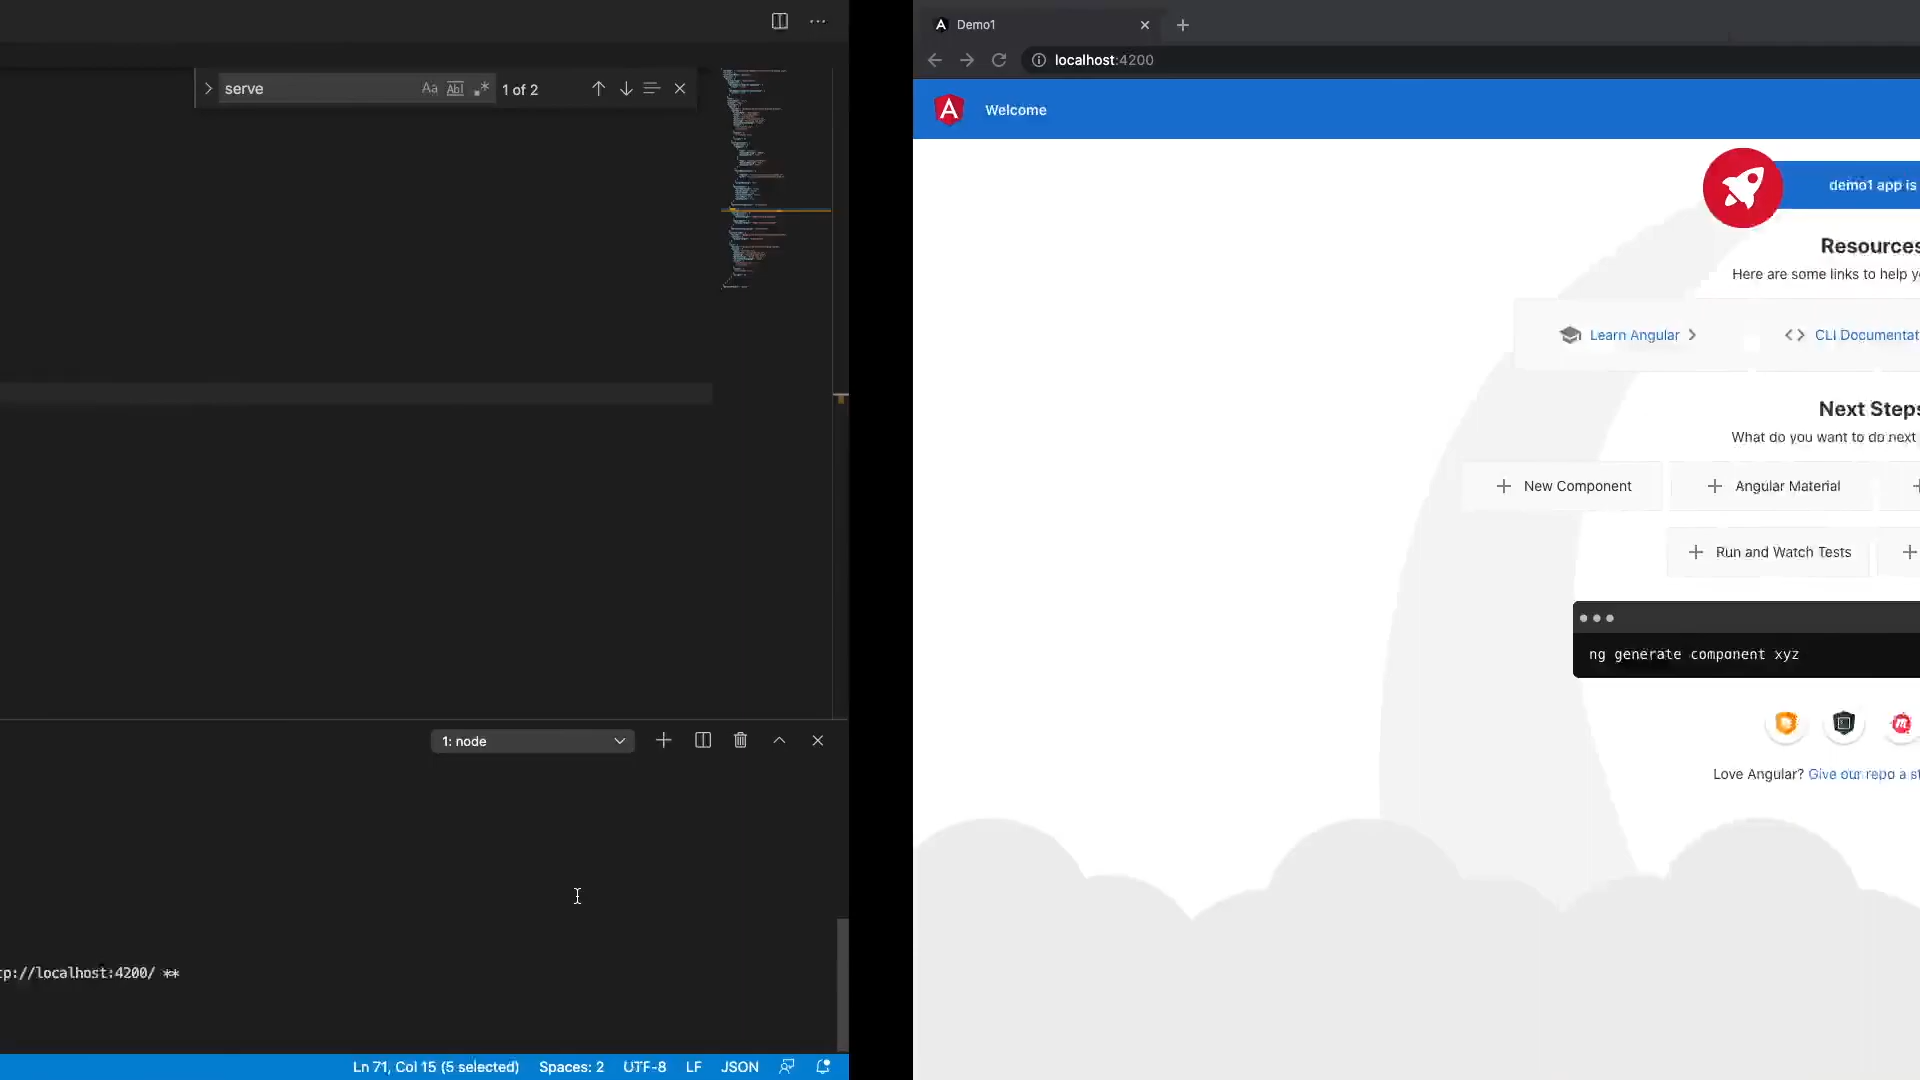 serve
Aa
Abl
.*
1 of 2
1: node
tp://localhost:4200/ **
Ln 71, Col 15 (5 selected)
Spaces: 2
UTF-8
LF
JSON
Demo1
localhost:4200
A
Welcome
demo1 app is
Resources
Here are some links to help y
Learn Angular
CLI Documentat
Next Steps
What do you want to do next
New Component
Angular Material
Run and Watch Tests
ng generate component xyz
Love Angular? Give our repo a st